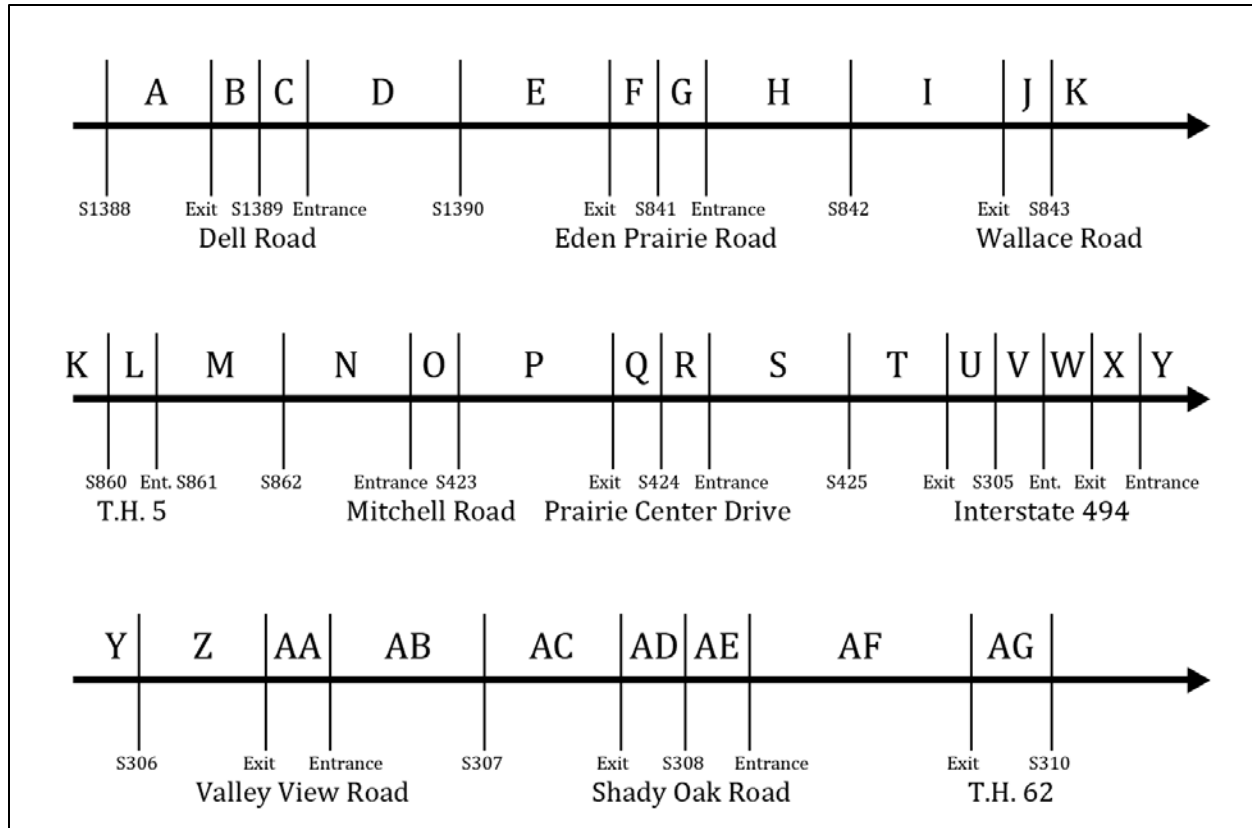 A B C D E F G H I J K
S1388 Exit S1389 Entrance S1390 Exit S841 Entrance S842 Exit S843
Dell Road Eden Prairie Road Wallace Road
K L M N O P Q R S T U V W X Y
S860 Ent. S861 S862 Entrance S423 Exit S424 Entrance S425 Exit S305 Ent. Exit Entrance
T.H. 5 Mitchell Road Prairie Center Drive Interstate 494
Y Z AA AB AC AD AE AF AG
S306 Exit Entrance S307 Exit S308 Entrance Exit S310
Valley View Road Shady Oak Road T.H. 62